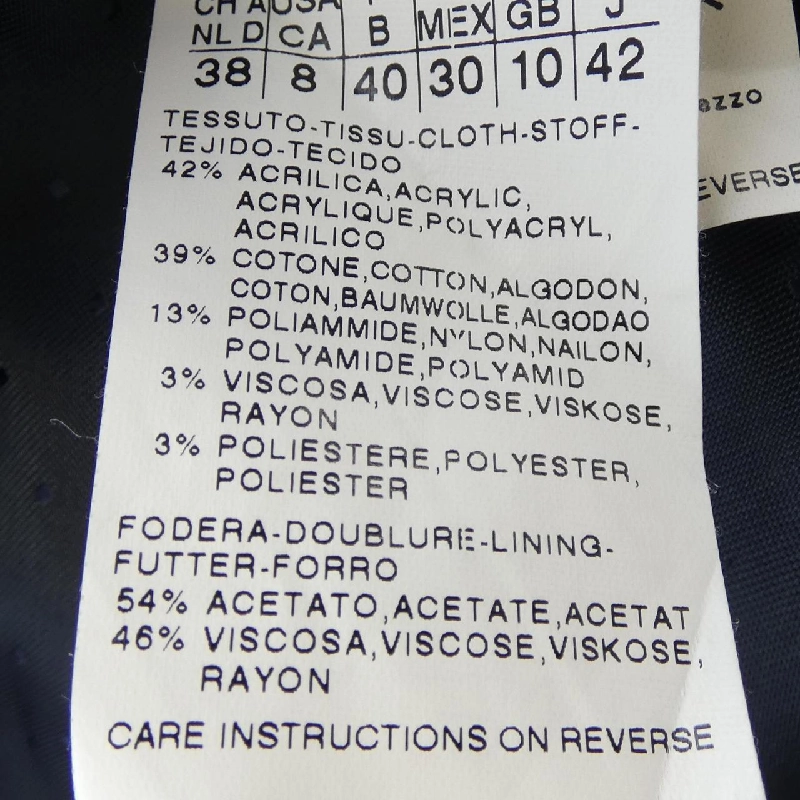 CH A USA
NL D CA B MEX GB J
38 8 40 30 10 42
TESSUTO-TISSU-CLOTH-STOFF-
TEJIDO-TECIDO
42% ACRILICA,ACRYLIC,
ACRYLIQUE,POLYACRYL,
ACRILICO
39% COTONE,COTTON,ALGODON,
COTON,BAUMWOLLE,ALGODAO
13% POLIAMMIDE,NYLON,NAILON,
POLYAMIDE,POLYAMID
3% VISCOSA,VISCOSE,VISKOSE,
RAYON
3% POLIESTERE,POLYESTER,
POLIESTER
FODERA-DOUBLURE-LINING-
FUTTER-FORRO
54% ACETATO,ACETATE,ACETAT
46% VISCOSA,VISCOSE,VISKOSE,
RAYON
CARE INSTRUCTIONS ON REVERSE
ezzo
EVERSE